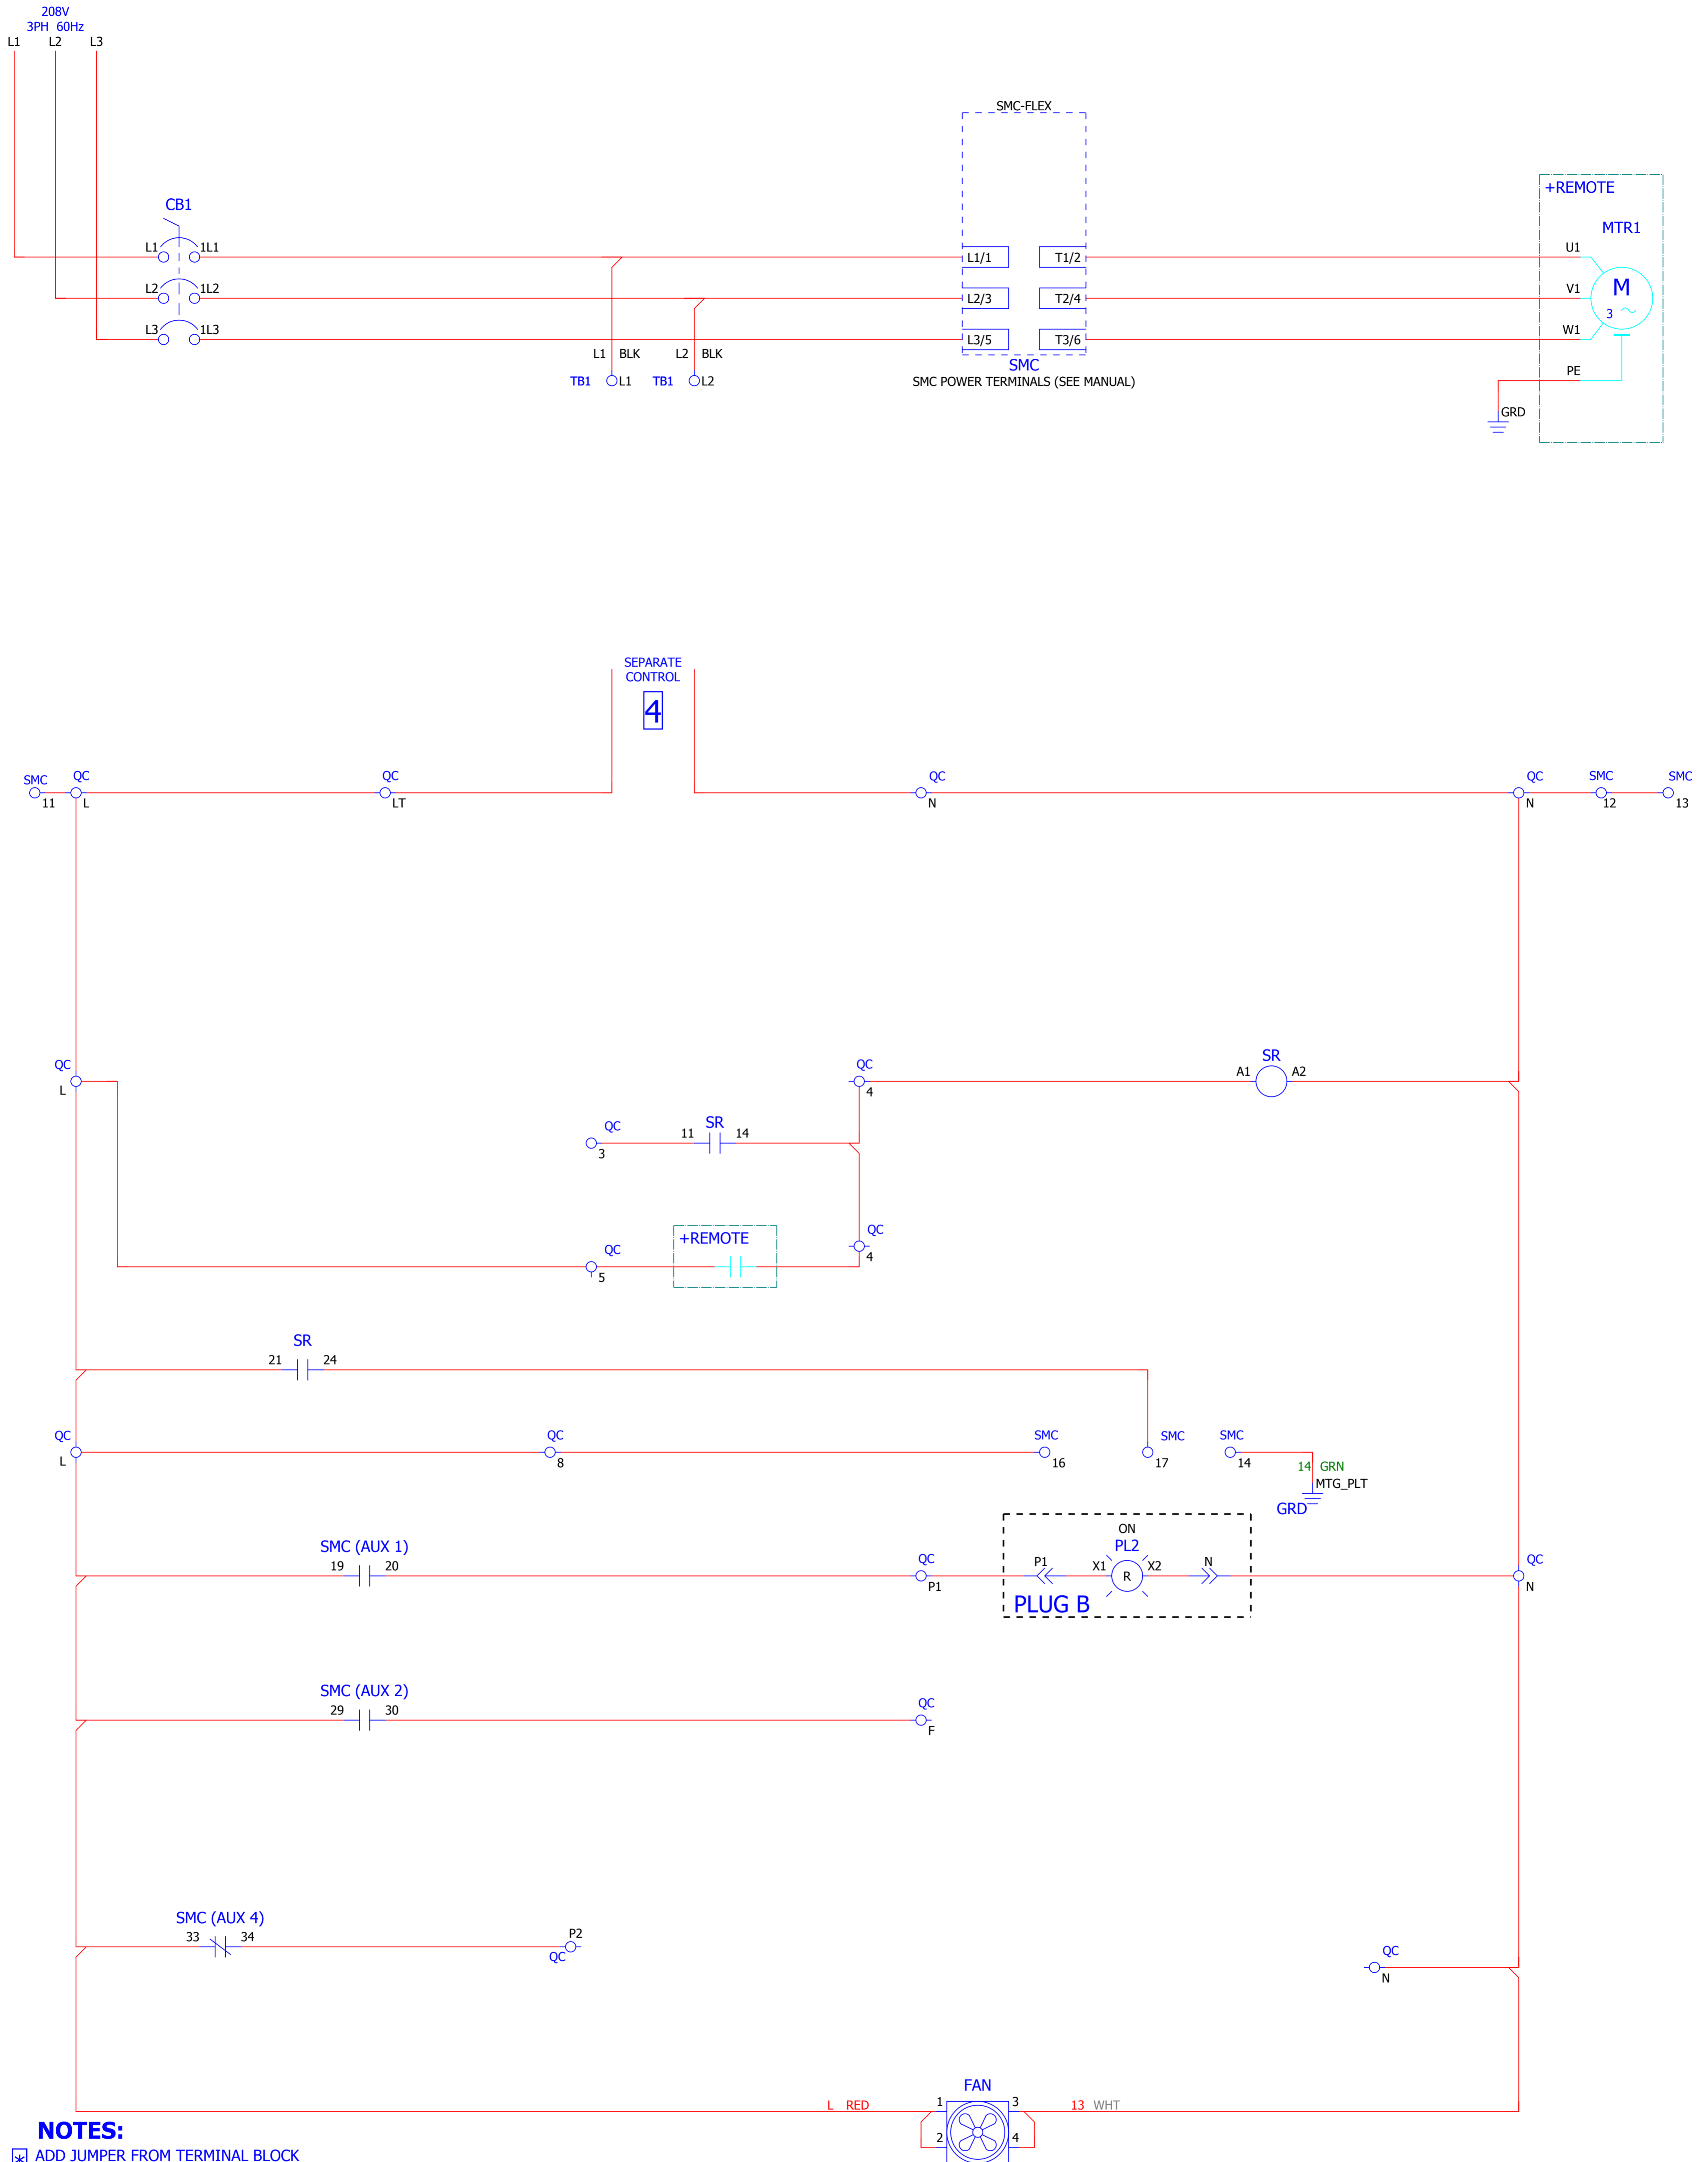 208V
3PH 60Hz
L1 L2 L3
SMC-FLEX
+REMOTE
CB1
MTR1
L1 1L1 L1/1 T1/2 U1
L2 1L2 L2/3 T2/4 V1
M
3
L3 1L3 L3/5 T3/6 W1
L1 BLK L2 BLK
SMC
PE
TB1 L1 TB1 L2
SMC POWER TERMINALS (SEE MANUAL)
GRD
SEPARATE
CONTROL
4
SMC QC QC QC QC SMC SMC
11 L LT N N 12 13
QC QC SR
A1 A2
L 4
QC SR
11 14
3
QC
+REMOTE
QC
4
5
SR
21 24
QC QC SMC SMC SMC
L 8 16 17 14
14 GRN
MTG_PLT
GRD
ON
SMC (AUX 1) PL2
19 20 QC P1 X1 X2 N QC
R
P1 N
PLUG B
SMC (AUX 2)
29 30 QC
F
SMC (AUX 4)
33 34 P2
QC
QC
N
FAN
L RED 1 3 13 WHT
2 4
NOTES:
* ADD JUMPER FROM TERMINAL BLOCK